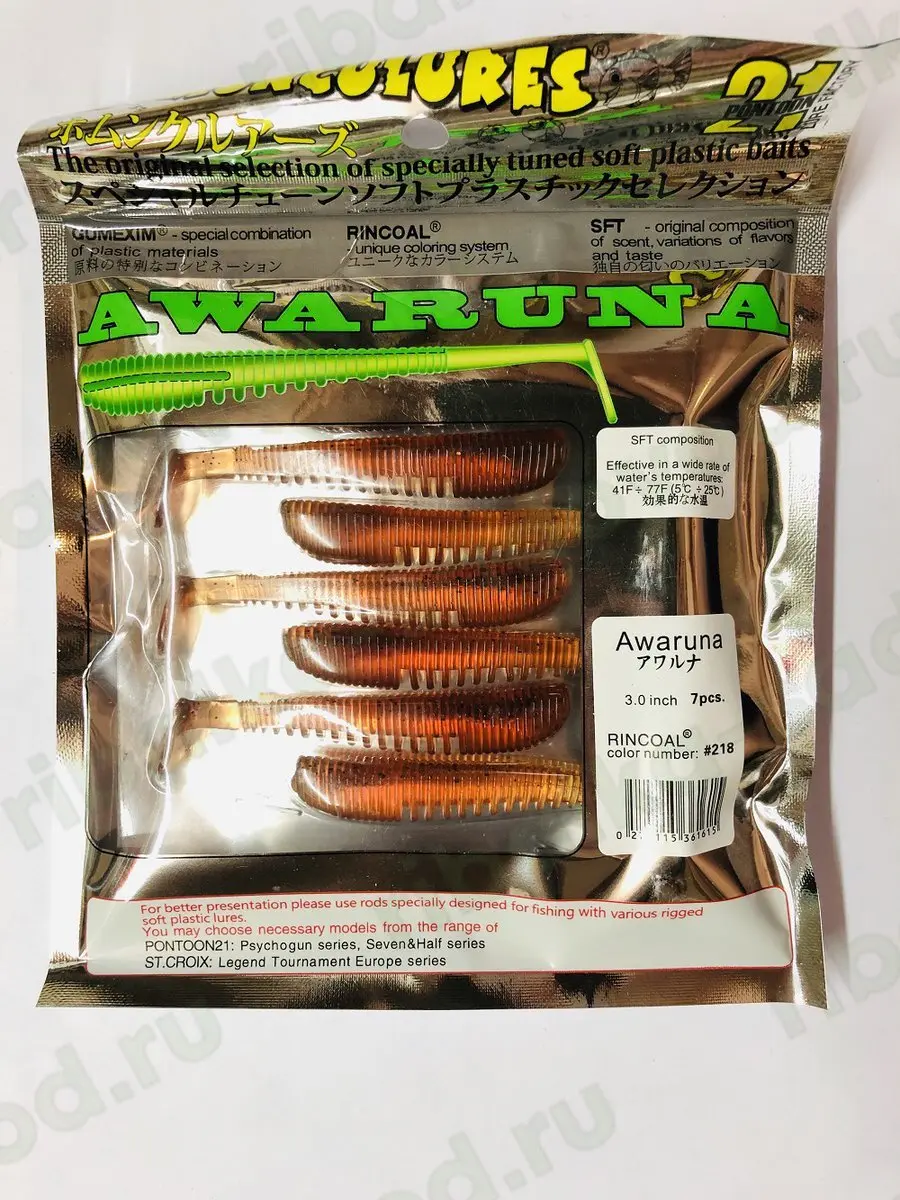 ホムンクルアーズ
21
PONTOON
LURE FACTORY
The original selection of specially tuned soft plastic baits
スペシャルチューンソフトプラスチックセレクション
GUMEXIM® - special combination
of plastic materials
原料の特別なコンビネーション
RINCOAL®
- unique coloring system
ユニークなカラーシステム
SFT - original composition
of scent, variations of flavors
and taste
独自の匂いのバリエーション
AWARUNA
SFT composition
Effective in a wide rate of
water's temperatures:
41F÷ 77F (5℃ ÷25℃)
効果的な水温
Awaruna
アワルナ
3.0 inch 7pcs.
RINCOAL®
color number: #218
115 361615
For better presentation please use rods specially designed for fishing with various rigged
soft plastic lures.
You may choose necessary models from the range of
PONTOON21: Psychogun series, Seven&Half series
ST.CROIX: Legend Tournament Europe series